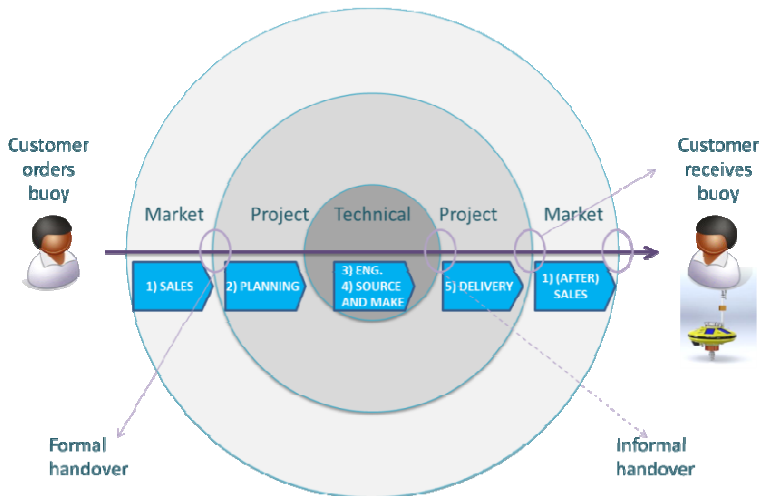 Customer
orders
buoy
Customer
receives
buoy
Market
Project
Technical
Project
Market
1) SALES
2) PLANNING
3) ENG.
4) SOURCE
AND MAKE
5) DELIVERY
1) (AFTER)
SALES
Formal
handover
Informal
handover